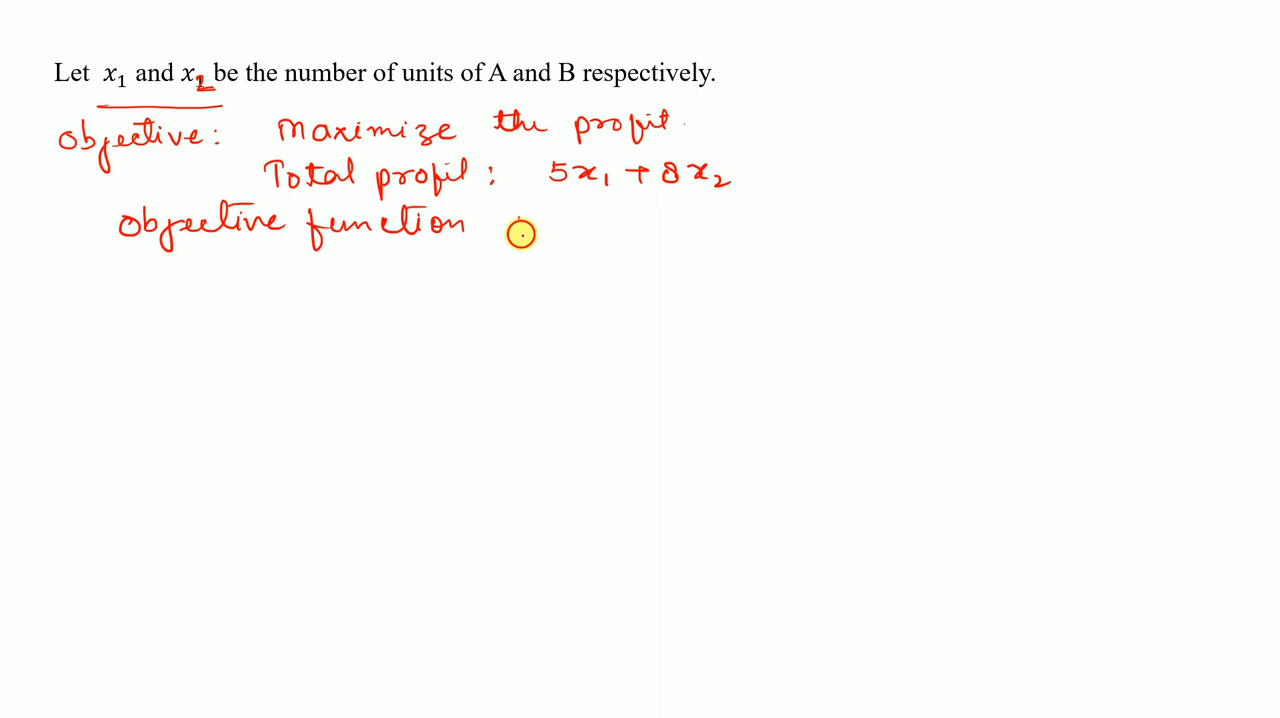 Let x₁ and x₂ be the number of units of A and B respectively.
Objective: Maximize the profit.
Total profit: 5x₁ + 8x₂
Objective function :